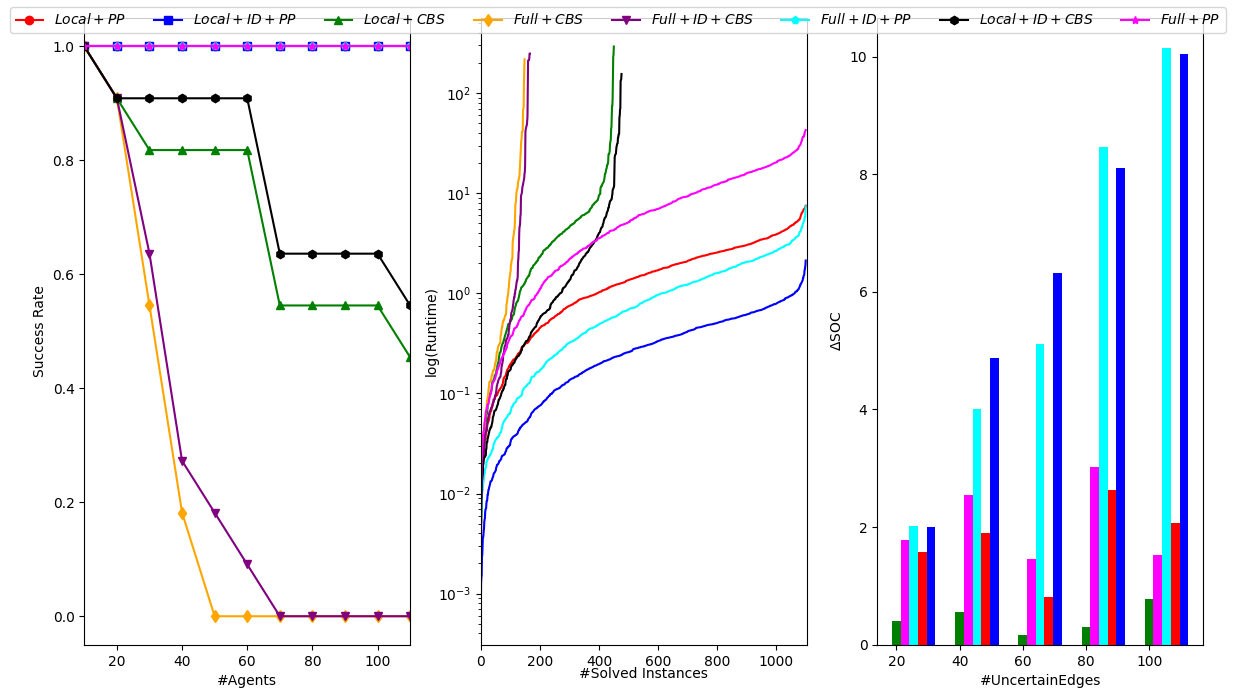 Local + PP Local + ID + PP Local + CBS Full + CBS Full + ID + CBS Full + ID + PP Local + ID + CBS Full + PP
1.0
0.8
0.6
0.4
0.2
0.0
Success Rate
20 40 60 80 100
#Agents
10² 
10¹
10⁰
10⁻¹
10⁻²
10⁻³
log(Runtime)
0 200 400 600 800 1000
#Solved Instances
10
8
6
4
2
0
ΔSOC
20 40 60 80 100
#UncertainEdges